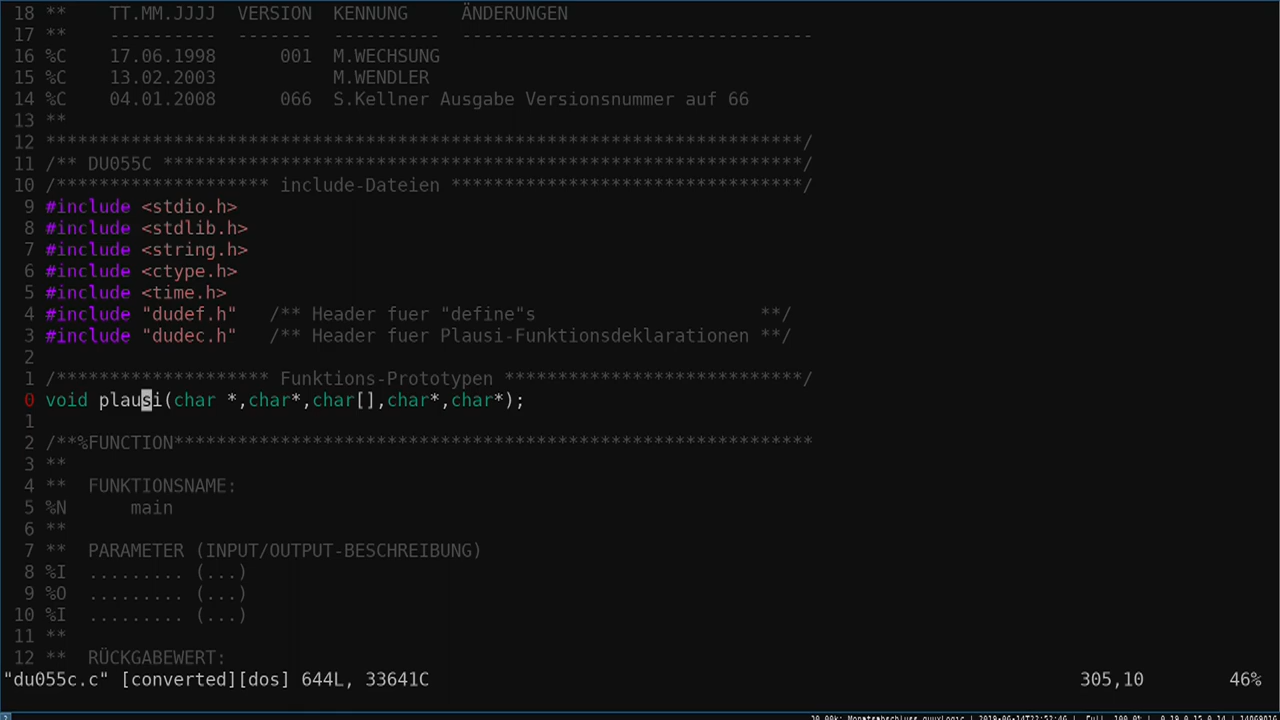 18 **    TT.MM.JJJJ  VERSION  KENNUNG     ÄNDERUNGEN
17 **    ----------  -------  ----------  ---------------------------------
16 %C    17.06.1998      001  M.WECHSUNG
15 %C    13.02.2003           M.WENDLER
14 %C    04.01.2008      066  S.Kellner Ausgabe Versionsnummer auf 66
13 **
12 ***********************************************************************/
11 /** DU055C ************************************************************/
10 /******************** include-Dateien *********************************/
9 #include <stdio.h>
8 #include <stdlib.h>
7 #include <string.h>
6 #include <ctype.h>
5 #include <time.h>
4 #include "dudef.h"   /** Header fuer "define"s                     **/
3 #include "dudec.h"   /** Header fuer Plausi-Funktionsdeklarationen **/
2
1 /******************** Funktions-Prototypen ****************************/
0 void plausi(char *,char*,char[],char*,char*);
1
2 /**%FUNCTION************************************************************
3 **
4 **  FUNKTIONSNAME:
5 %N      main
6 **
7 **  PARAMETER (INPUT/OUTPUT-BESCHREIBUNG)
8 %I  ......... (...)
9 %O  ......... (...)
10 %I  ......... (...)
11 **
12 **  RÜCKGABEWERT:
"du055c.c" [converted][dos] 644L, 33641C                                                             305,10        46%